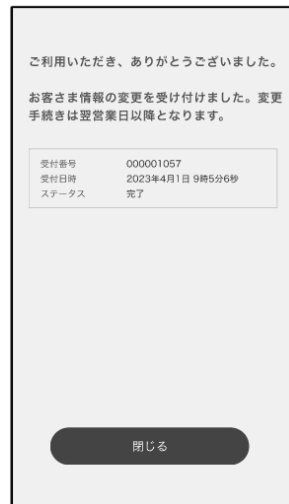 ご利用いただき、ありがとうございました。
お客さま情報の変更を受け付けました。変更
手続きは翌営業日以降となります。
受付番号 000001057
受付日時 2023年4月1日 9時5分6秒
ステータス 完了
閉じる